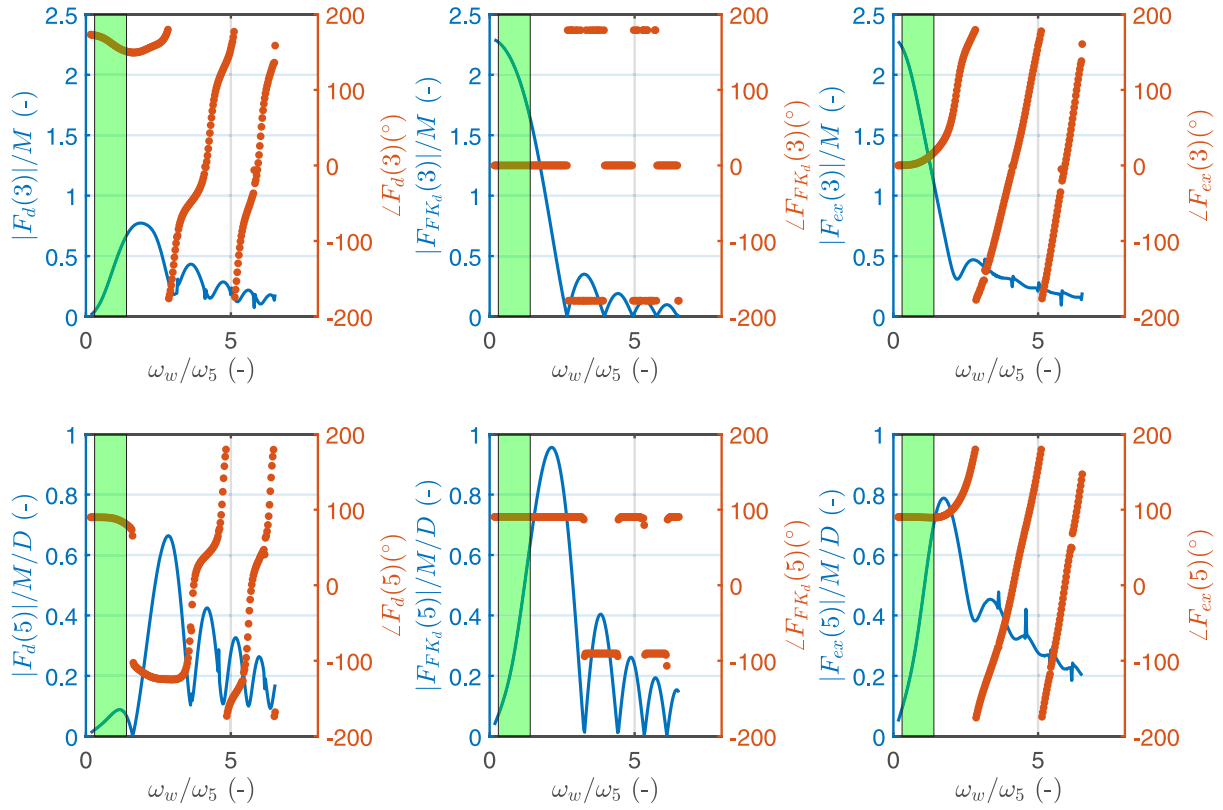 2.5 200 2.5 200 2.5 200
2 100 2 100 2 100
1.5 1.5 1.5
0 0 0
1 1 1
-100 -100 -100
0.5 0.5 0.5
0 -200 0 -200 0 -200
0 5 0 5 0 5
|F_d(3)|/M (-)
∠F_d(3)(°)
|F_{FK_d}(3)|/M (-)
∠F_{FK_d}(3)(°)
|F_{ex}(3)|/M (-)
∠F_{ex}(3)(°)
ω_w/ω_5 (-) ω_w/ω_5 (-) ω_w/ω_5 (-)
1 200 1 200 1 200
0.8 100 0.8 100 0.8 100
0.6 0.6 0.6
0 0 0
0.4 0.4 0.4
-100 -100 -100
0.2 0.2 0.2
0 -200 0 -200 0 -200
0 5 0 5 0 5
|F_d(5)|/M/D (-)
∠F_d(5)(°)
|F_{FK_d}(5)|/M/D (-)
∠F_{FK_d}(5)(°)
|F_{ex}(5)|/M/D (-)
∠F_{ex}(5)(°)
ω_w/ω_5 (-) ω_w/ω_5 (-) ω_w/ω_5 (-)